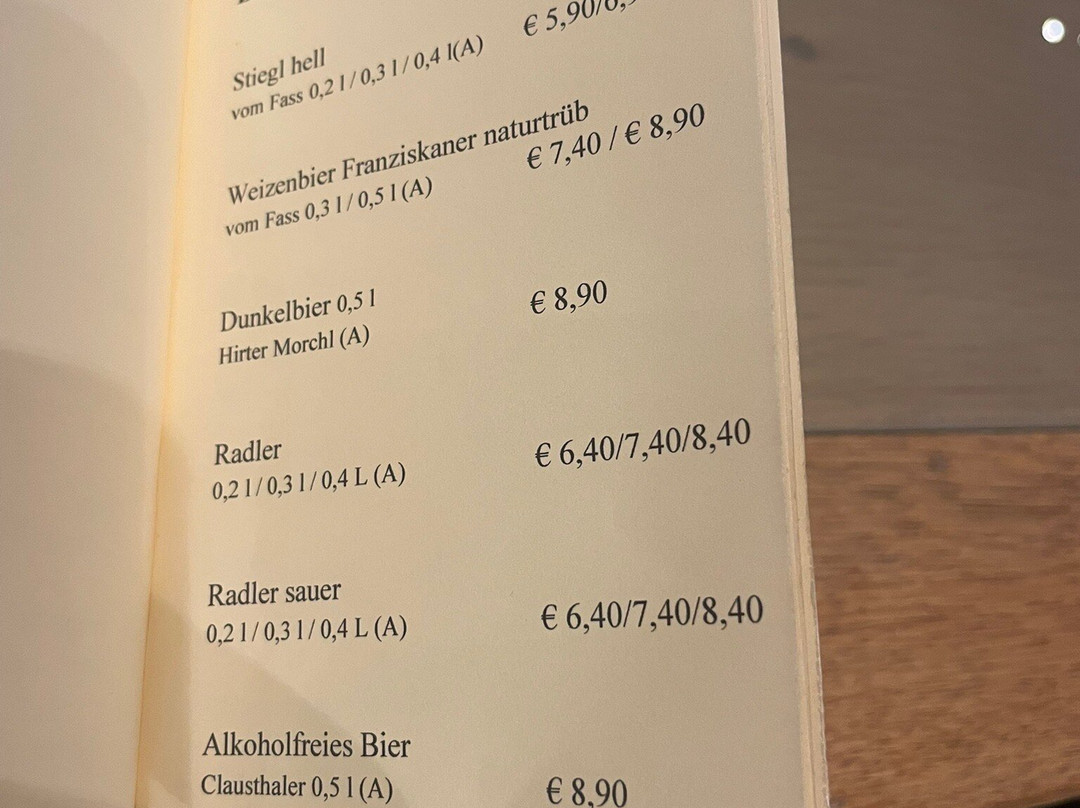 Stiegl hell
vom Fass 0,2 l / 0,3 l / 0,4 l(A) € 5,90/
Weizenbier Franziskaner naturtrüb
vom Fass 0,3 l / 0,5 l (A) € 7,40 / € 8,90
Dunkelbier 0,5 l € 8,90
Hirter Morchl (A)
Radler
0,2 l / 0,3 l / 0,4 L (A) € 6,40/7,40/8,40
Radler sauer
0,2 l / 0,3 l / 0,4 L (A) € 6,40/7,40/8,40
Alkoholfreies Bier
Clausthaler 0,5 l (A) € 8,90